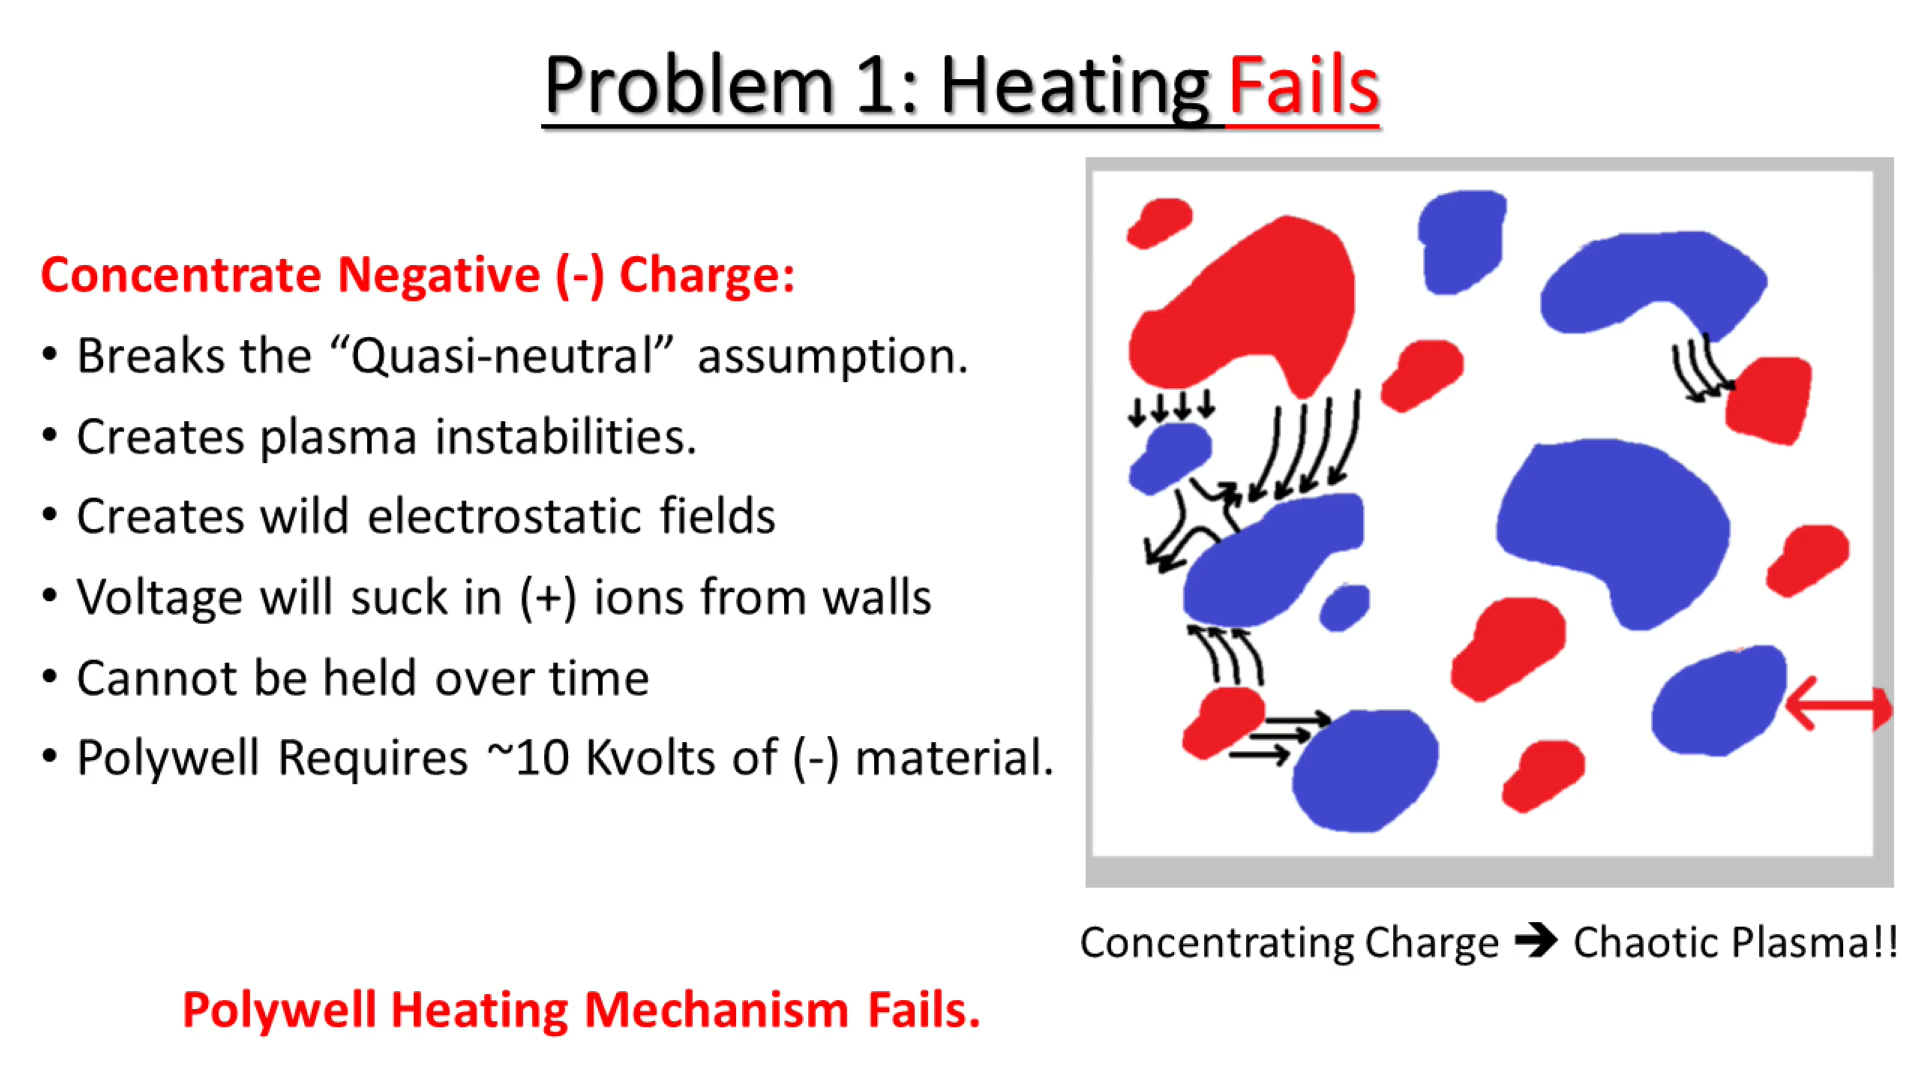 Problem 1: Heating Fails
Concentrate Negative (-) Charge:
• Breaks the “Quasi-neutral” assumption.
• Creates plasma instabilities.
• Creates wild electrostatic fields
• Voltage will suck in (+) ions from walls
• Cannot be held over time
• Polywell Requires ~10 Kvolts of (-) material.
Concentrating Charge ➔ Chaotic Plasma!!
Polywell Heating Mechanism Fails.